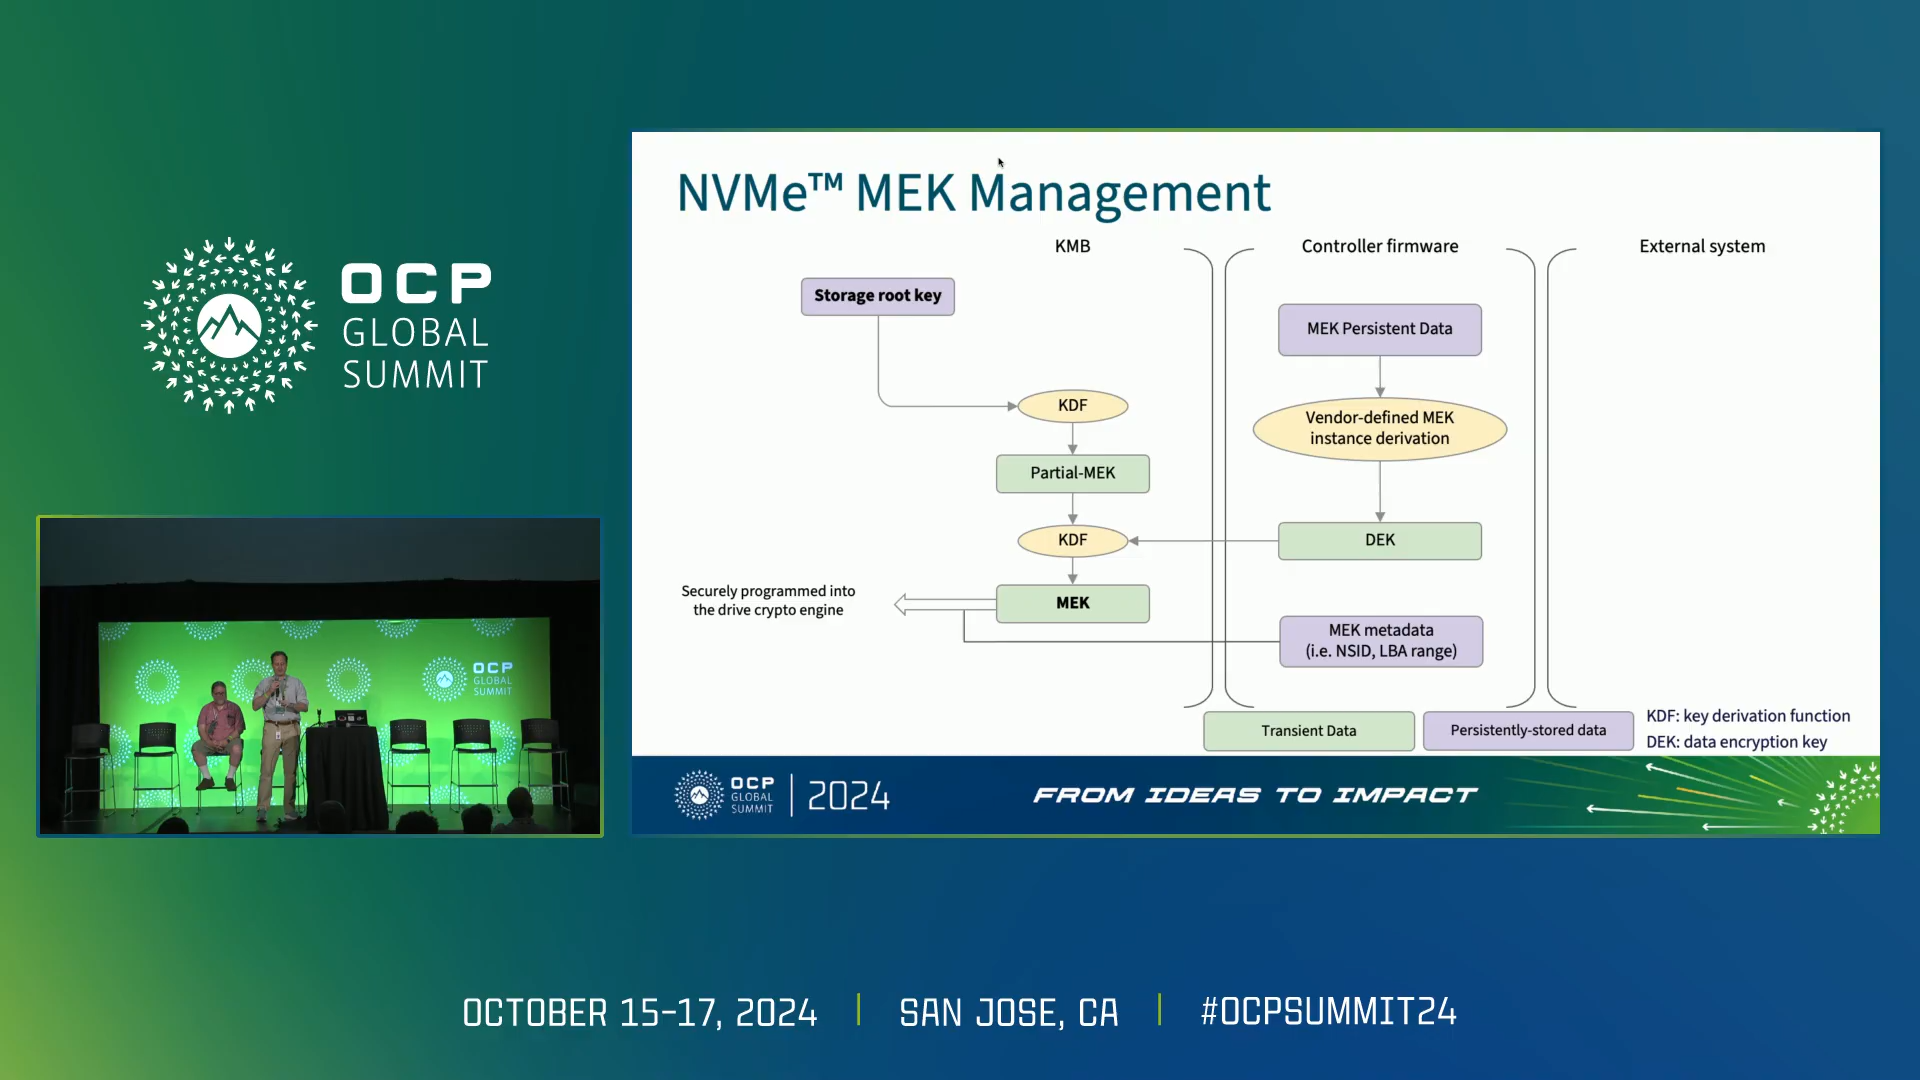 OCP
GLOBAL
SUMMIT
NVMe™ MEK Management
KMB
Controller firmware
External system
Storage root key
MEK Persistent Data
KDF
Vendor-defined MEK
instance derivation
Partial-MEK
KDF
DEK
Securely programmed into
the drive crypto engine
MEK
MEK metadata
(i.e. NSID, LBA range)
Transient Data
Persistently-stored data
KDF: key derivation function
DEK: data encryption key
OCP
GLOBAL
SUMMIT
2024
FROM IDEAS TO IMPACT
OCP
GLOBAL
SUMMIT
OCTOBER 15-17, 2024
SAN JOSE, CA
#OCPSUMMIT24